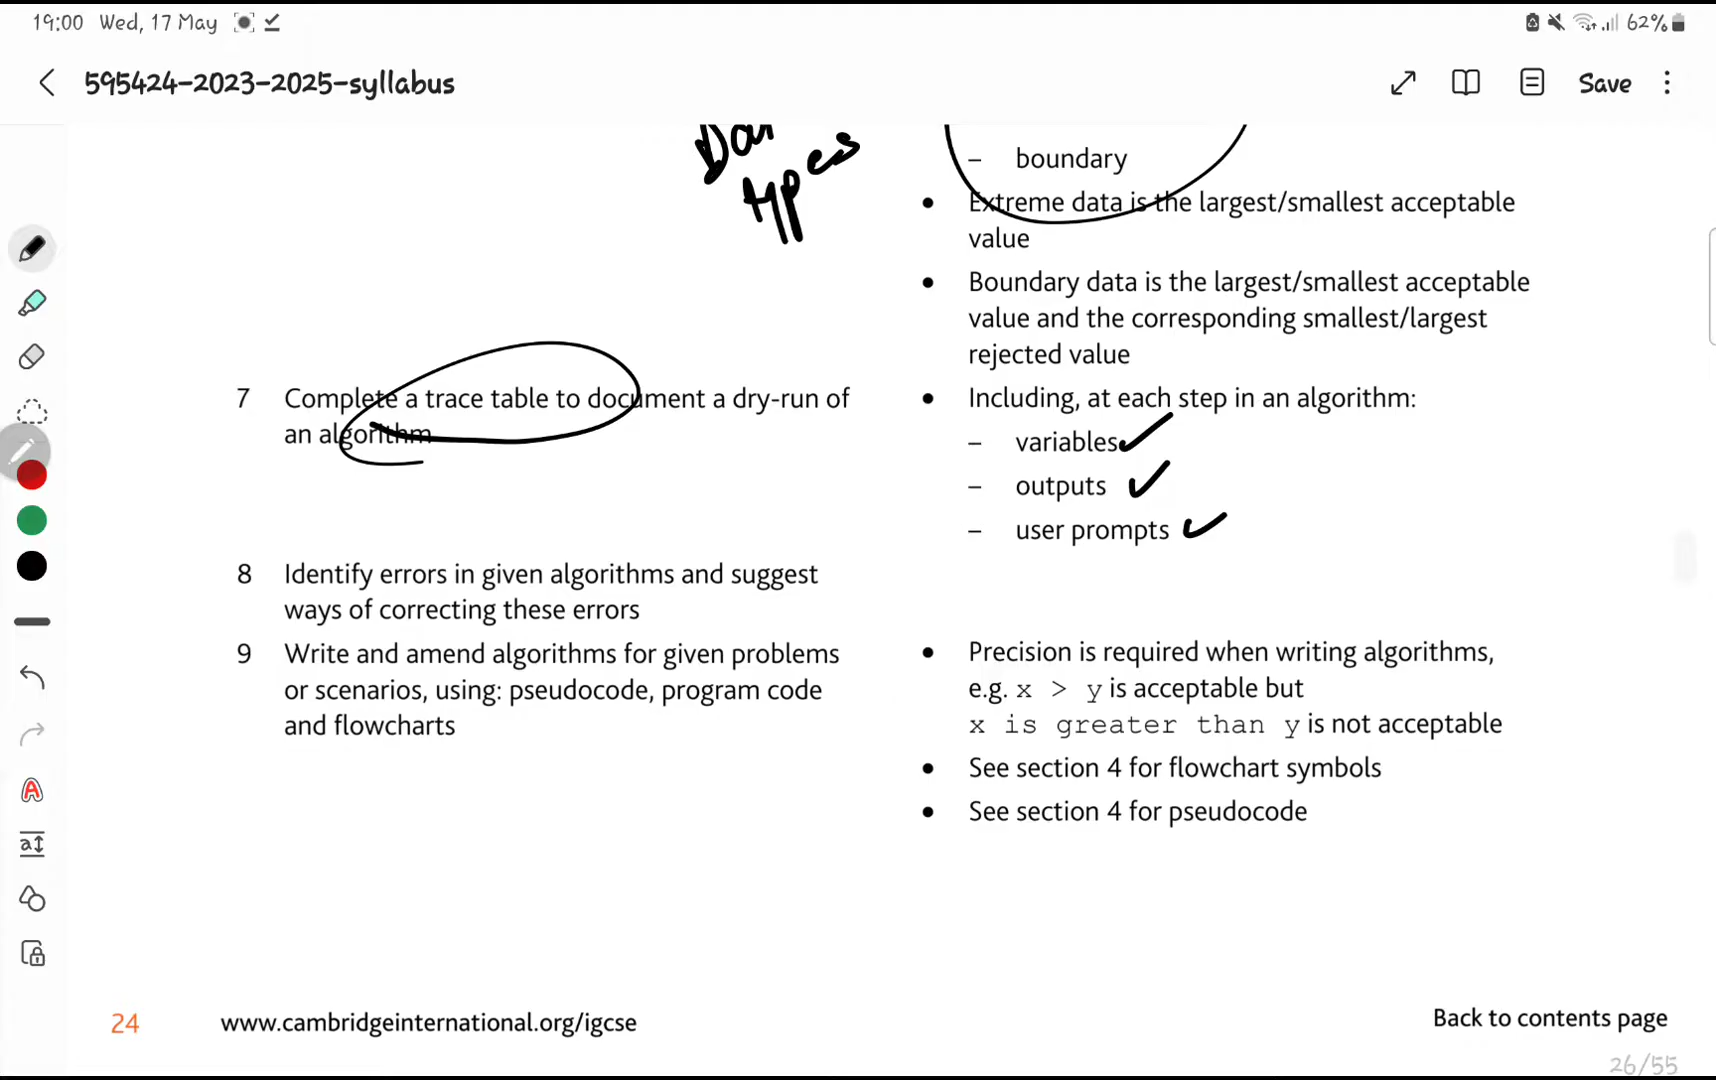 19:00 Wed, 17 May
62%
595424-2023-2025-syllabus
Save
types
– boundary
• Extreme data is the largest/smallest acceptable
value
• Boundary data is the largest/smallest acceptable
value and the corresponding smallest/largest
rejected value
7 Complete a trace table to document a dry-run of
an algorithm
• Including, at each step in an algorithm:
– variables
– outputs
– user prompts
8 Identify errors in given algorithms and suggest
ways of correcting these errors
9 Write and amend algorithms for given problems
or scenarios, using: pseudocode, program code
and flowcharts
• Precision is required when writing algorithms,
e.g. x > y is acceptable but
x is greater than y is not acceptable
• See section 4 for flowchart symbols
• See section 4 for pseudocode
24 www.cambridgeinternational.org/igcse
Back to contents page
26/55